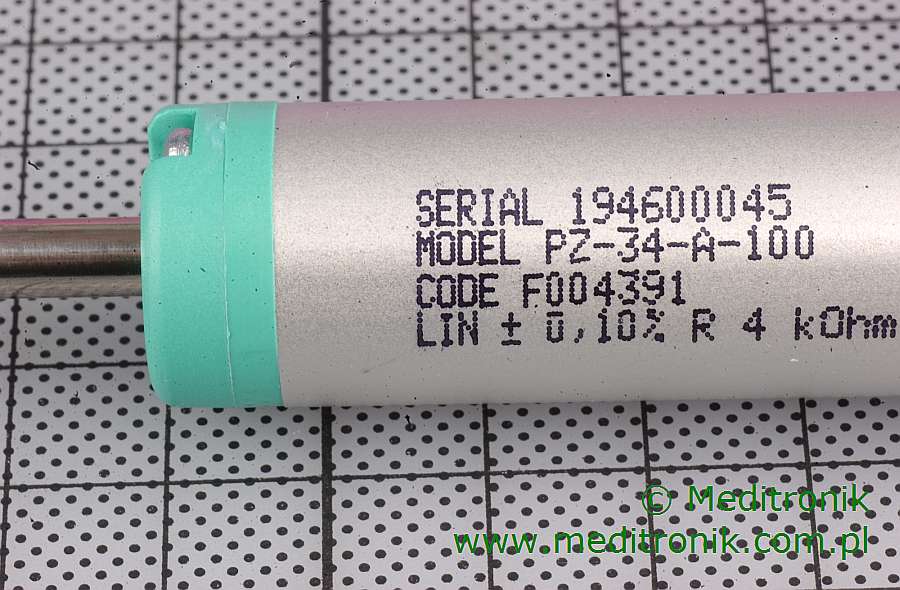 SERIAL 194600045
MODEL PZ-34-A-100
CODE F004391
LIN ± 0,10% R 4 kOhm
© Meditronik
www.meditronik.com.pl